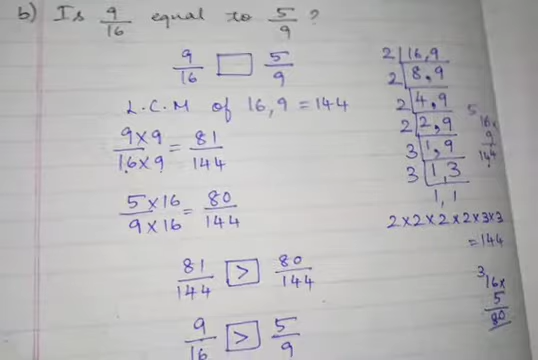 b) Is 9/16 equal to 5/9 ?
9/16 □ 5/9
L.C.M of 16,9 = 144
9×9/16×9 = 81/144
5×16/9×16 = 80/144
81/144 > 80/144
9/16 > 5/9
2 | 16,9
2 | 8,9
2 | 4,9
2 | 2,9
3 | 1,9
3 | 1,3
1,1
2×2×2×2×3×3
=144
5
16×
9
144
3
16×
5
80